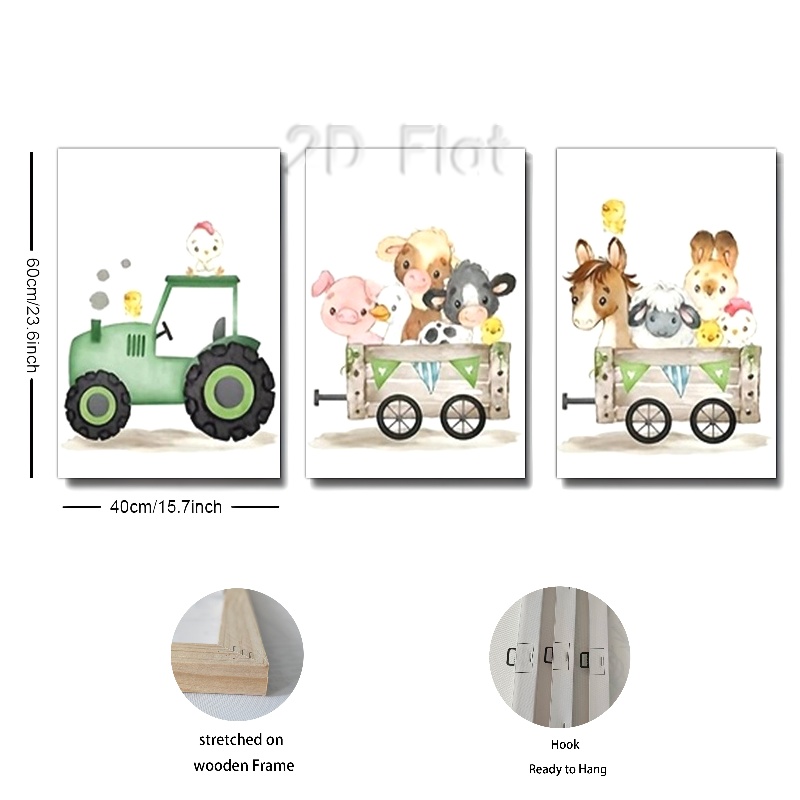 2D Flat
60cm/23.6inch
40cm/15.7inch
stretched on
wooden Frame
Hook
Ready to Hang